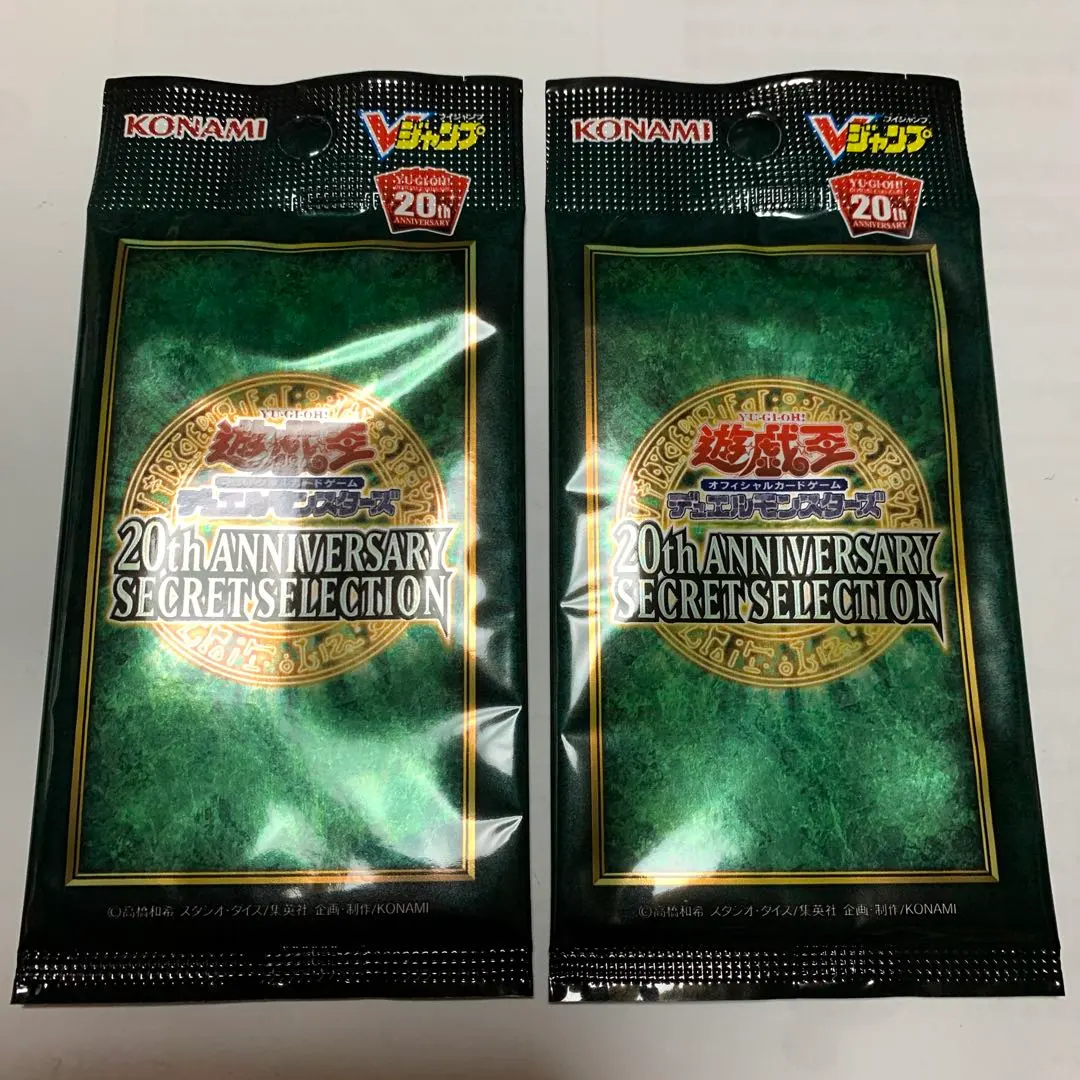 KONAMI
Vジャンプ
YU-GI-OH!
20th
ANNIVERSARY
YU-GI-OH!
遊戯王
デュエルモンスターズ
20th ANNIVERSARY
SECRET SELECTION
©高橋和希 スタジオ・ダイス/集英社 企画・制作/KONAMI
KONAMI
ブイジャンプ
Vジャンプ
YU-GI-OH!
20th
ANNIVERSARY
YU-GI-OH!
遊戯王
オフィシャルカードゲーム
デュエルモンスターズ
20th ANNIVERSARY
SECRET SELECTION
©高橋和希 スタジオ・ダイス/集英社 企画・制作/KONAMI